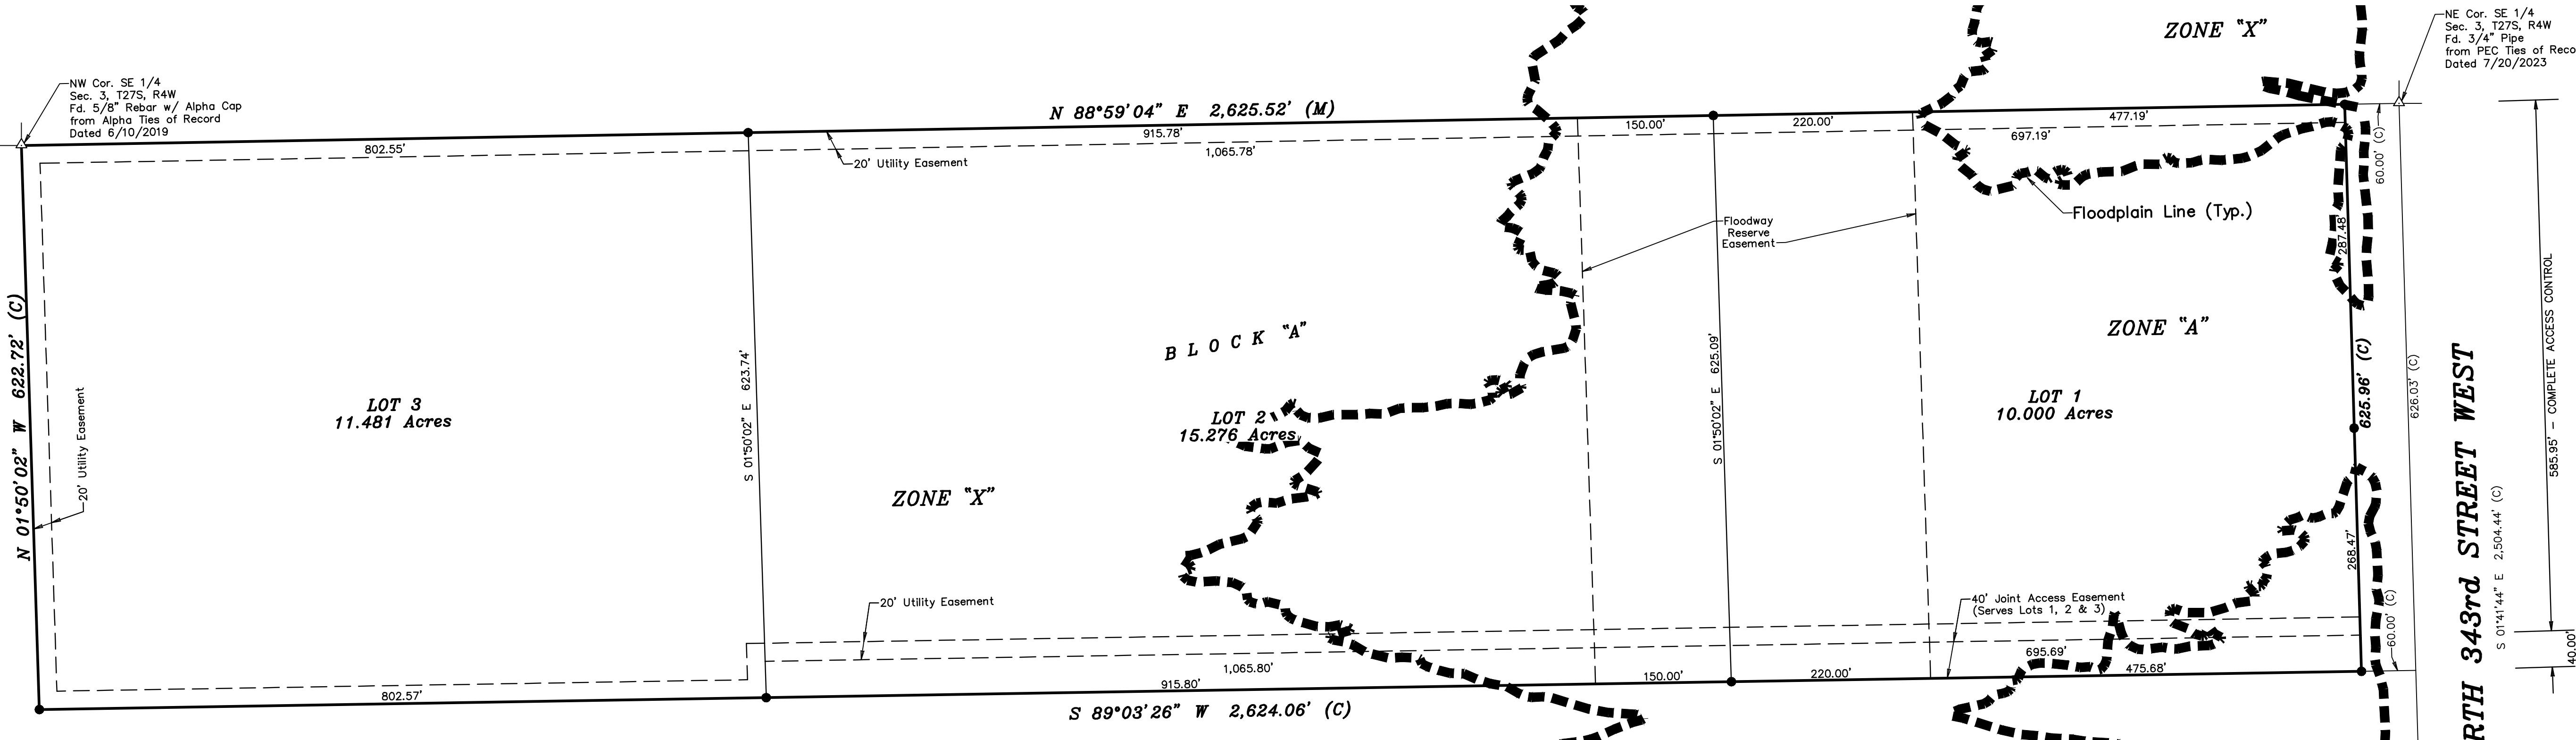 NW Cor. SE 1/4
Sec. 3, T27S, R4W
Fd. 5/8" Rebar w/ Alpha Cap
from Alpha Ties of Record
Dated 6/10/2019
NE Cor. SE 1/4
Sec. 3, T27S, R4W
Fd. 3/4" Pipe
from PEC Ties of Reco
Dated 7/20/2023
ZONE "X"
N 88°59'04" E 2,625.52' (M)
802.55'
915.78'
1,065.78'
150.00'
220.00'
477.19'
697.19'
20' Utility Easement
60.00' (C)
Floodplain Line (Typ.)
Floodway
Reserve
Easement
287.48'
N 01°50'02" W 622.72' (C)
20' Utility Easement
LOT 3
11.481 Acres
S 01°50'02" E 623.74'
BLOCK "A"
LOT 2
15.276 Acres
ZONE "X"
S 01°50'02" E 625.09'
ZONE "A"
LOT 1
10.000 Acres
625.96' (C)
626.03' (C)
268.47'
60.00' (C)
RTH 343rd STREET WEST
S 01°41'44" E 2,504.44' (C)
585.95' - COMPLETE ACCESS CONTROL
40.00'
20' Utility Easement
40' Joint Access Easement
(Serves Lots 1, 2 & 3)
802.57'
1,065.80'
915.80'
150.00'
220.00'
695.69'
475.68'
S 89°03'26" W 2,624.06' (C)